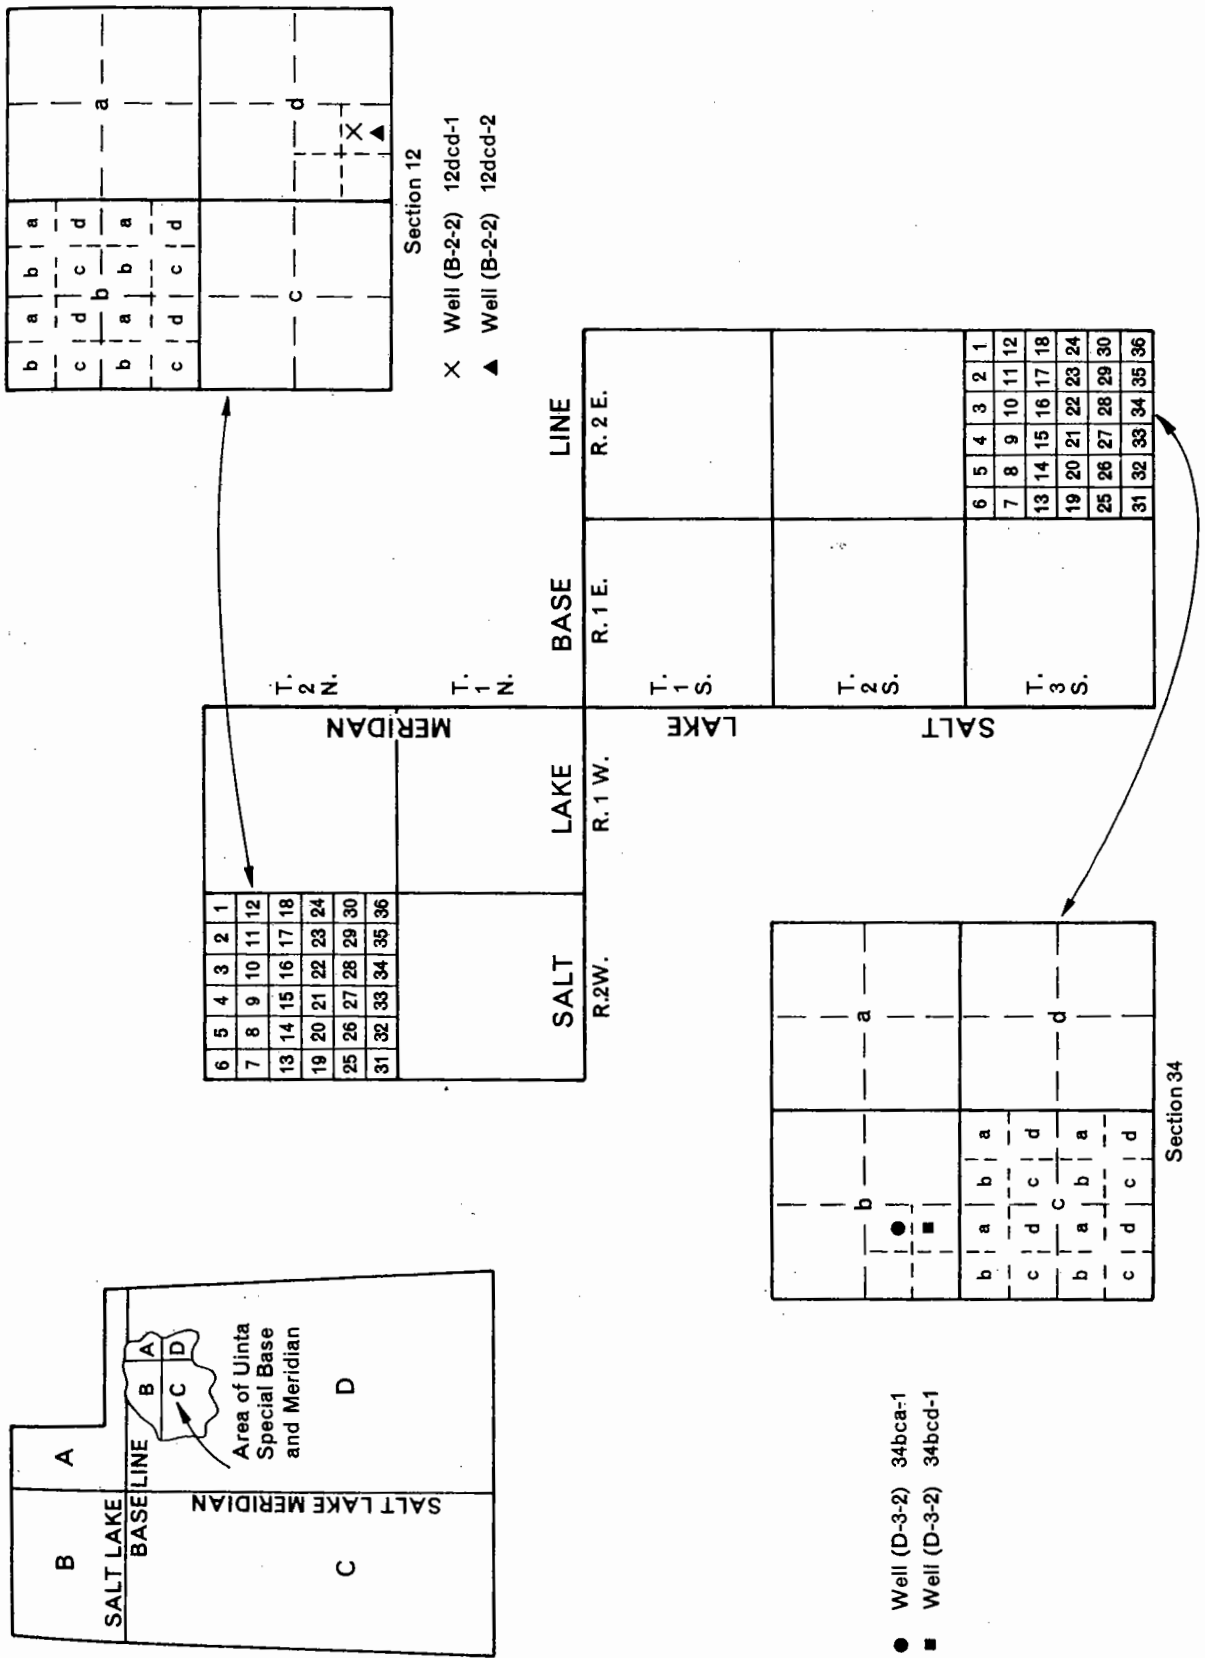 B
A
SALT LAKE
BASE LINE
B
A
C
D
Area of Uinta
Special Base
and Meridian
SALT LAKE MERIDIAN
C
D
6 5 4 3 2 1
7 8 9 10 11 12
13 14 15 16 17 18
19 20 21 22 23 24
25 26 27 28 29 30
31 32 33 34 35 36
T.
2
N.
MERIDAN
T.
1
N.
SALT LAKE BASE LINE
R.2W. R. 1 W. R. 1 E. R. 2 E.
T.
1
S.
LAKE
T.
2
S.
SALT
T.
3
S.
6 5 4 3 2 1
7 8 9 10 11 12
13 14 15 16 17 18
19 20 21 22 23 24
25 26 27 28 29 30
31 32 33 34 35 36
b a b a
c d c d
b
a
b a b a
c d c d
c
d
Section 12
× Well (B-2-2) 12dcd-1
▲ Well (B-2-2) 12dcd-2
b
a
b a b a
c d c d
c
d
b a b a
c d c d
Section 34
● Well (D-3-2) 34bca-1
■ Well (D-3-2) 34bcd-1